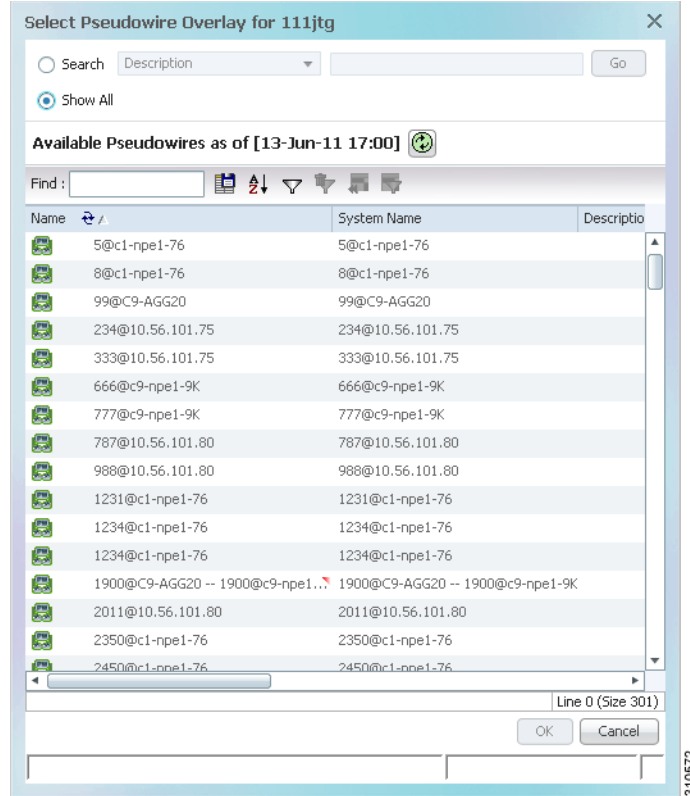 Select Pseudowire Overlay for 111jtg
Search Description Go
Show All
Available Pseudowires as of [13-Jun-11 17:00]
Find :
Name System Name Descriptio
5@c1-npe1-76 5@c1-npe1-76
8@c1-npe1-76 8@c1-npe1-76
99@C9-AGG20 99@C9-AGG20
234@10.56.101.75 234@10.56.101.75
333@10.56.101.75 333@10.56.101.75
666@c9-npe1-9K 666@c9-npe1-9K
777@c9-npe1-9K 777@c9-npe1-9K
787@10.56.101.80 787@10.56.101.80
988@10.56.101.80 988@10.56.101.80
1231@c1-npe1-76 1231@c1-npe1-76
1234@c1-npe1-76 1234@c1-npe1-76
1234@c1-npe1-76 1234@c1-npe1-76
1900@C9-AGG20 -- 1900@c9-npe1... 1900@C9-AGG20 -- 1900@c9-npe1-9K
2011@10.56.101.80 2011@10.56.101.80
2350@c1-npe1-76 2350@c1-npe1-76
2450@c1-npe1-76 2450@c1-npe1-76
Line 0 (Size 301)
OK Cancel